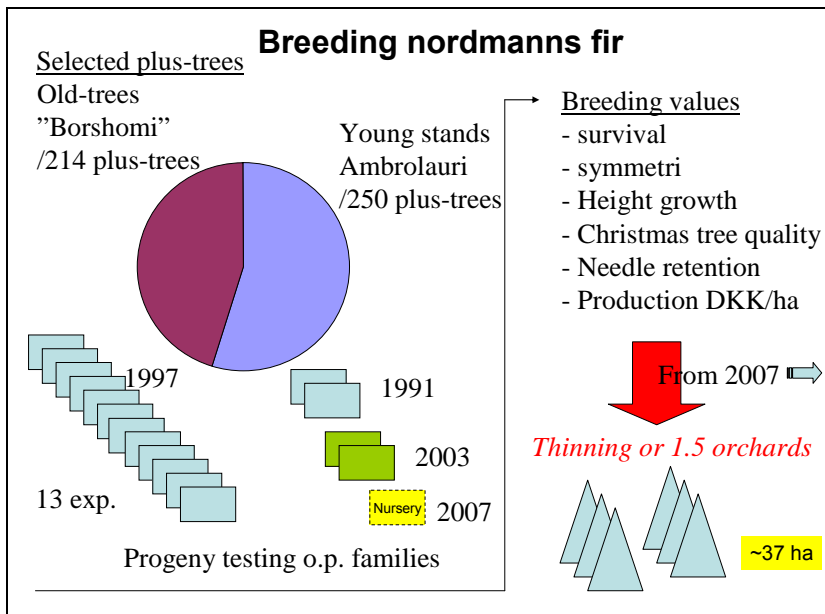 Breeding nordmanns fir
Selected plus-trees
Old-trees
"Borshomi"
/214 plus-trees
Young stands
Ambrolauri
/250 plus-trees
1997
13 exp.
1991
2003
Nursery
2007
Progeny testing o.p. families
Breeding values
- survival
- symmetri
- Height growth
- Christmas tree quality
- Needle retention
- Production DKK/ha
From 2007
Thinning or 1.5 orchards
~37 ha